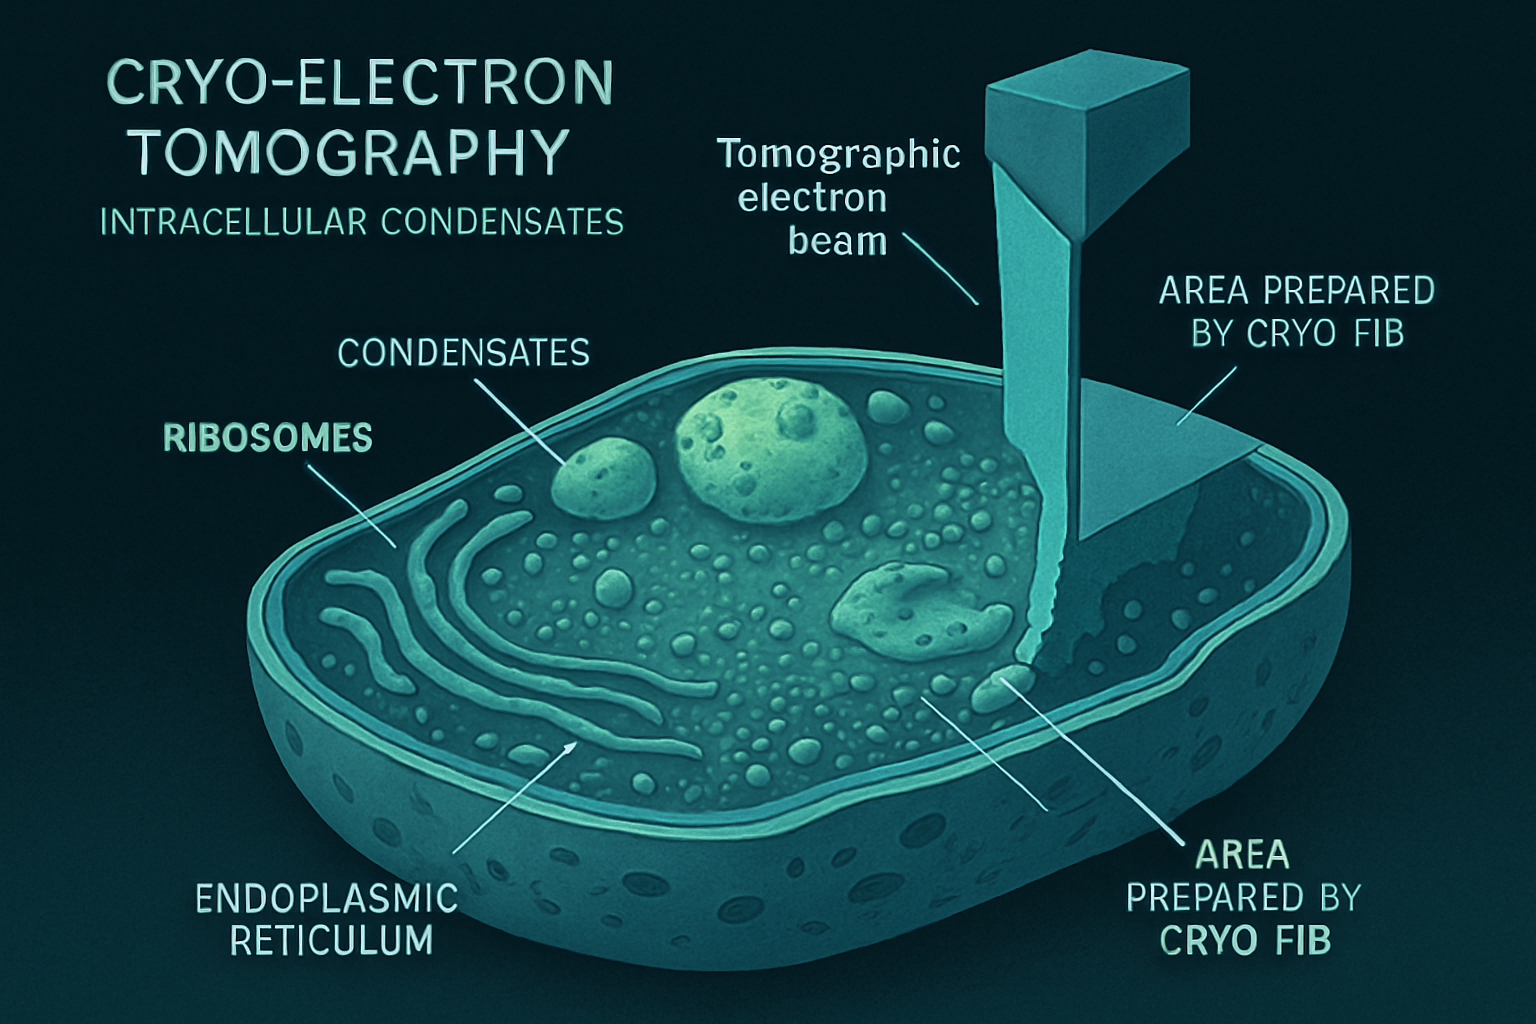 CRYO-ELECTRON
TOMOGRAPHY
INTRACELLULAR CONDENSATES
Tomographic
electron
beam
AREA PREPARED
BY CRYO FIB
CONDENSATES
RIBOSOMES
ENDOPLASMIC
RETICULUM
AREA
PREPARED BY
CRYO FIB